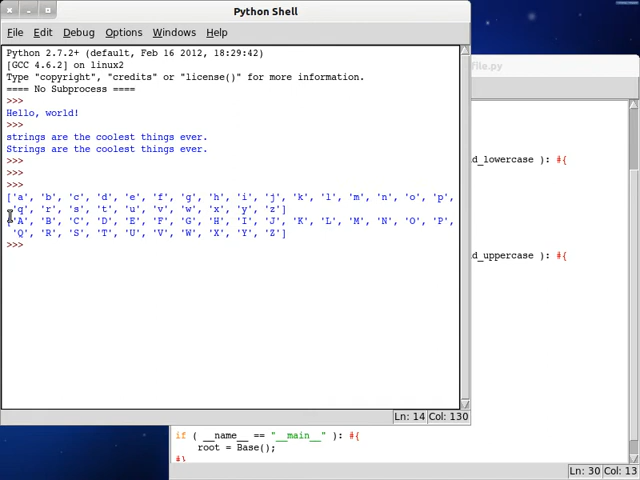 Python Shell
File Edit Debug Options Windows Help
Python 2.7.2+ (default, Feb 16 2012, 18:29:42)
[GCC 4.6.2] on linux2
Type "copyright", "credits" or "license()" for more information.
==== No Subprocess ====
>>>
Hello, world!
>>>
strings are the coolest things ever.
Strings are the coolest things ever.
>>>
>>>
>>>
['a', 'b', 'c', 'd', 'e', 'f', 'g', 'h', 'i', 'j', 'k', 'l', 'm', 'n', 'o', 'p',
'q', 'r', 's', 't', 'u', 'v', 'w', 'x', 'y', 'z']
['A', 'B', 'C', 'D', 'E', 'F', 'G', 'H', 'I', 'J', 'K', 'L', 'M', 'N', 'O', 'P',
'Q', 'R', 'S', 'T', 'U', 'V', 'W', 'X', 'Y', 'Z']
>>>
Ln: 14 Col: 130
file.py
d_lowercase ): #{
d_uppercase ): #{
if ( __name__ == "__main__" ): #{
root = Base();
#}
Ln: 30 Col: 13